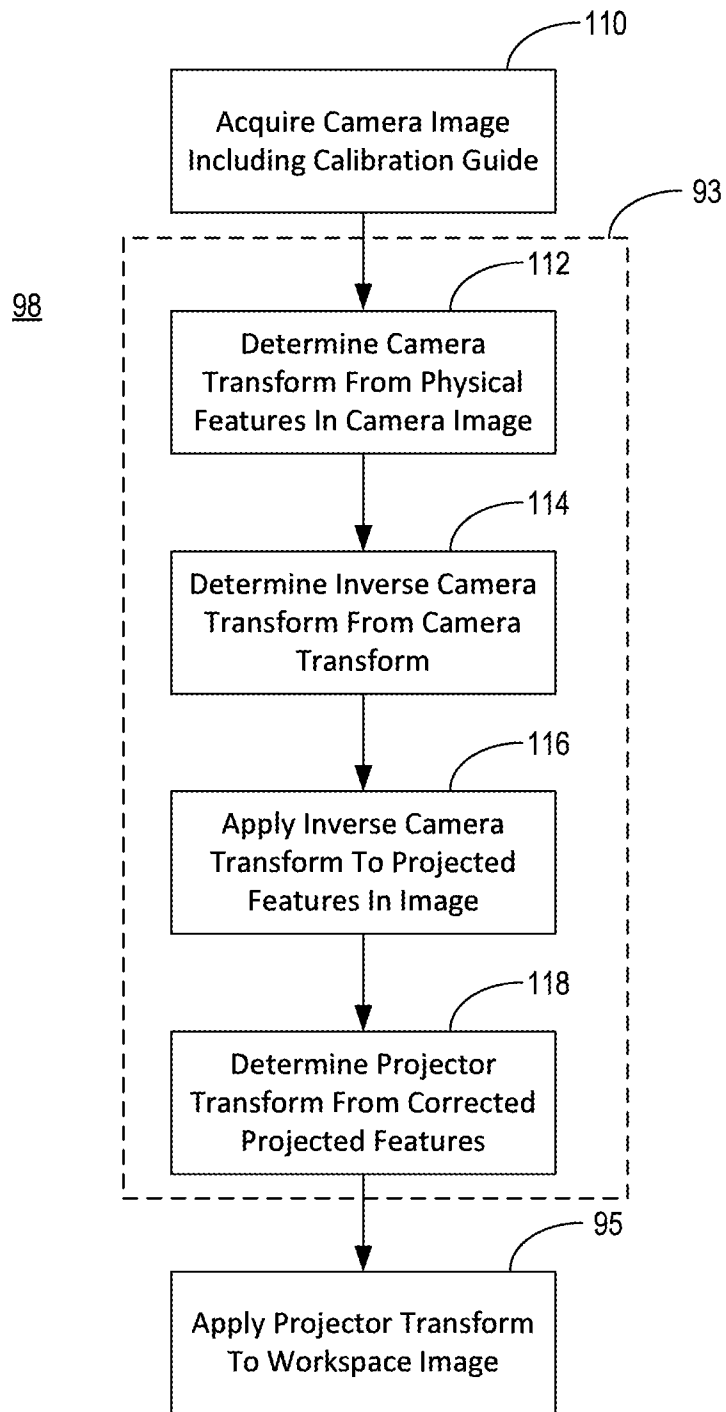 110
Acquire Camera Image
Including Calibration Guide
93
98
112
Determine Camera
Transform From Physical
Features In Camera Image
114
Determine Inverse Camera
Transform From Camera
Transform
116
Apply Inverse Camera
Transform To Projected
Features In Image
118
Determine Projector
Transform From Corrected
Projected Features
95
Apply Projector Transform
To Workspace Image